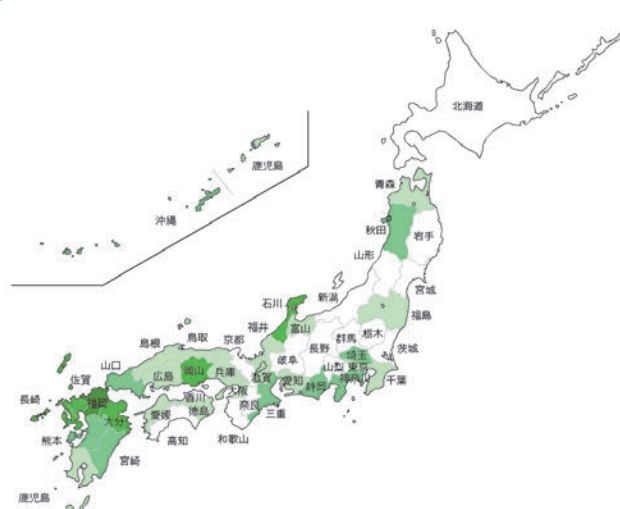 北海道
鹿児島
沖縄
青森
秋田
岩手
山形
宮城
新潟
石川
福島
福井
富山
群馬
栃木
茨城
島根
鳥取
京都
長野
埼玉
岐阜
山梨
東京
山口
広島
岡山
兵庫
滋賀
愛知
静岡
神奈川
千葉
佐賀
香川
大阪
長崎
福岡
愛媛
徳島
奈良
三重
大分
熊本
高知
和歌山
宮崎
鹿児島